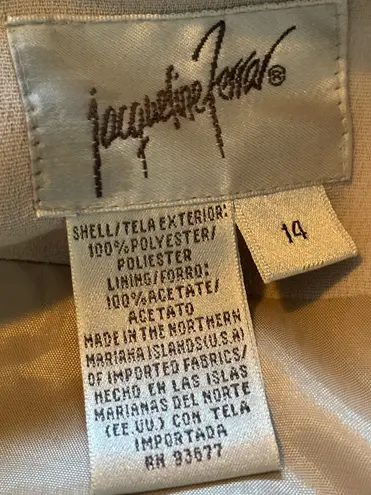 Jacqueline Ferrar®
14
SHELL/TELA EXTERIOR:
100% POLYESTER/
POLIESTER
LINING/FORRO:
100% ACETATE/
ACETATO
MADE IN THE NORTHERN
MARIANA ISLANDS (U.S.A)
OF IMPORTED FABRICS/
HECHO EN LAS ISLAS
MARIANAS DEL NORTE
(EE.UU.) CON TELA
IMPORTADA
RN 93677